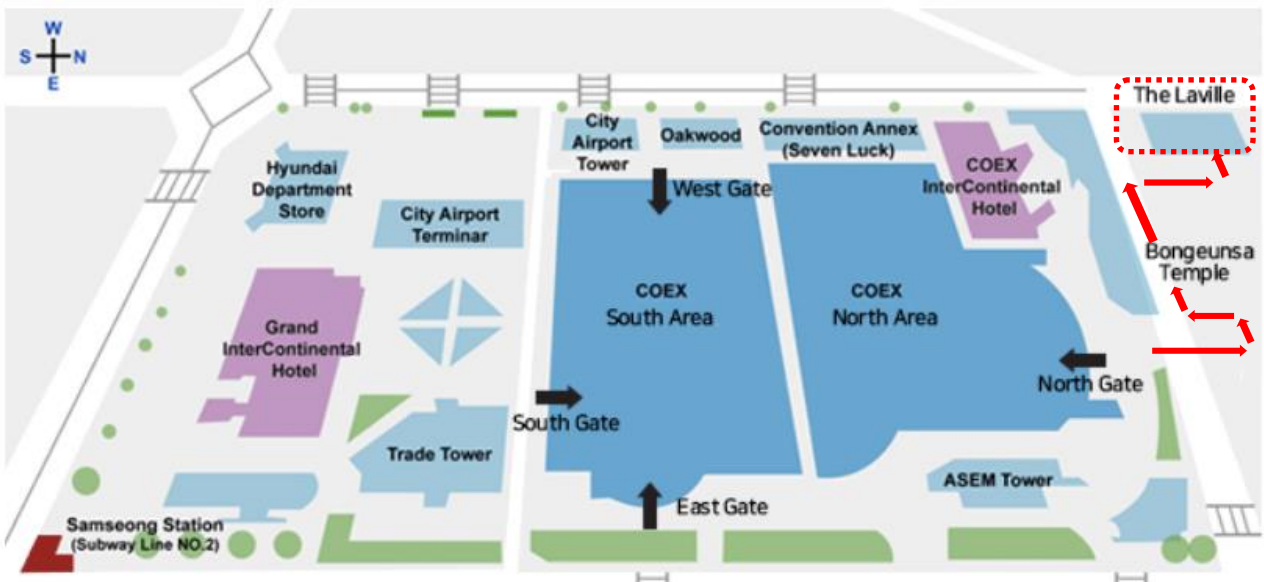 W
S N
E
The Laville
City
Airport
Tower
Oakwood
Convention Annex
(Seven Luck)
COEX
InterContinental
Hotel
Hyundai
Department
Store
West Gate
City Airport
Terminar
Bongeunsa
Temple
COEX
South Area
COEX
North Area
Grand
InterContinental
Hotel
North Gate
South Gate
Trade Tower
ASEM Tower
East Gate
Samseong Station
(Subway Line NO.2)